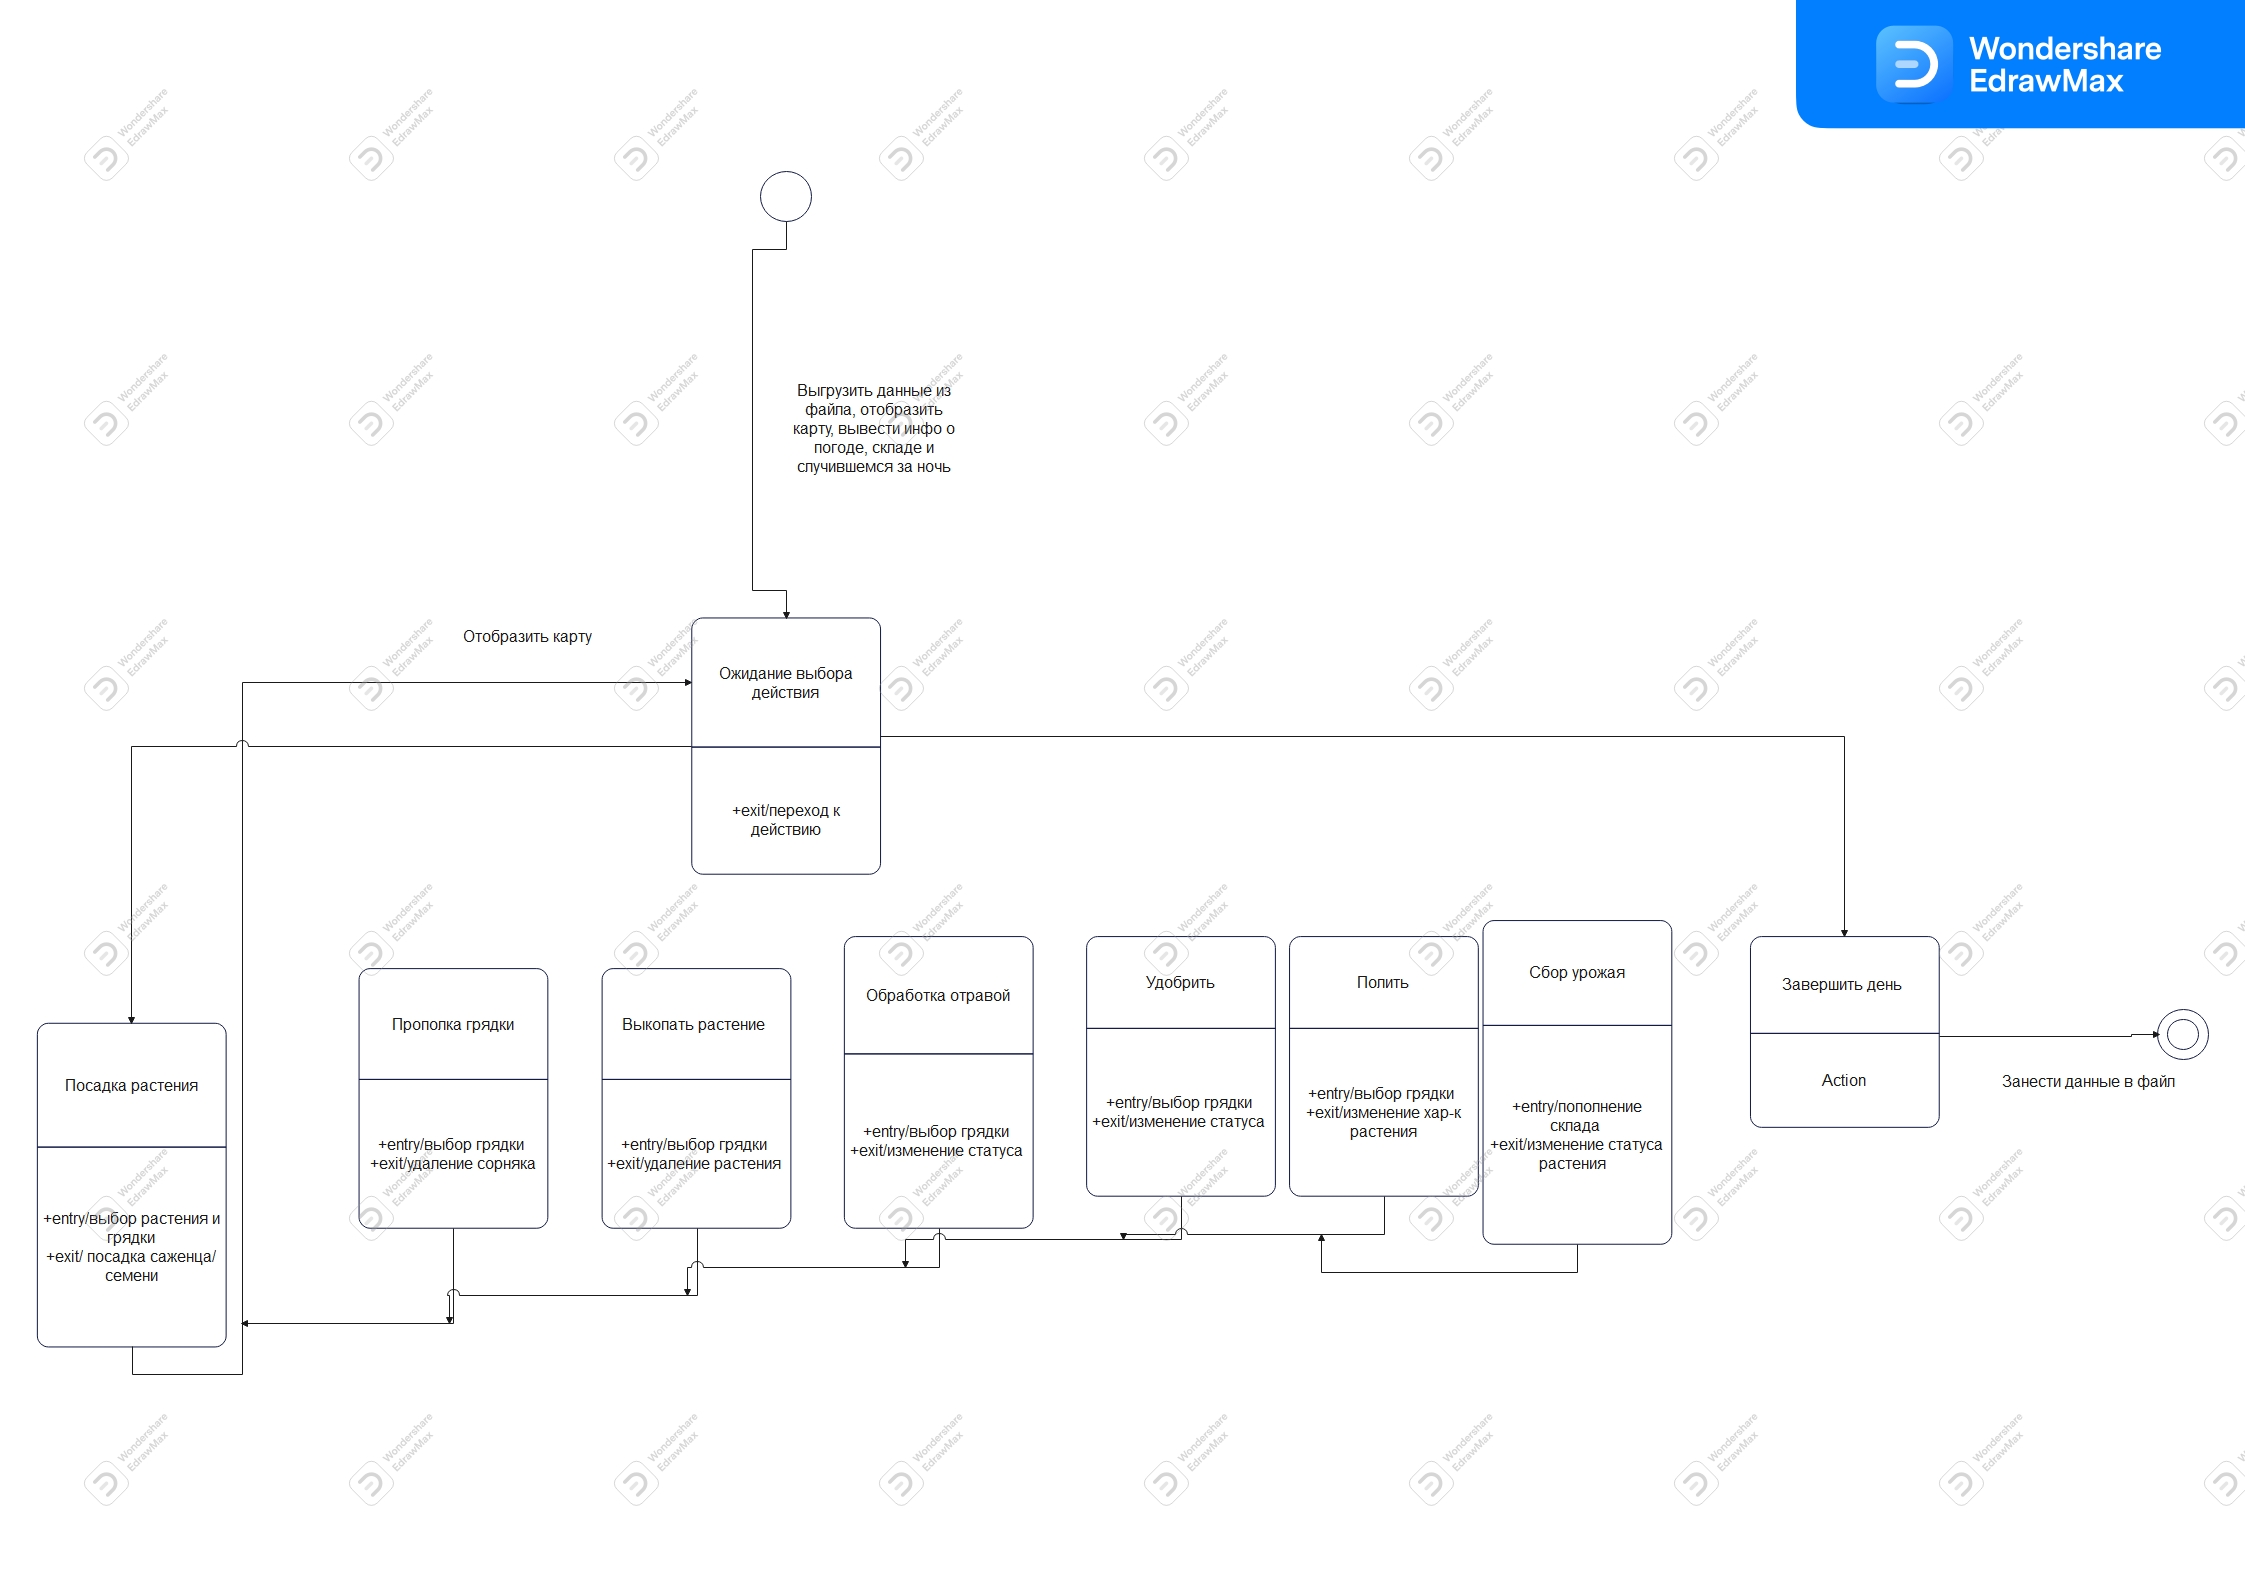 Wondershare
EdrawMax
Выгрузить данные из
файла, отобразить
карту, вывести инфо о
погоде, складе и
случившемся за ночь
Отобразить карту
Ожидание выбора
действия
+exit/переход к
действию
Посадка растения
+entry/выбор растения и
грядки
+exit/ посадка саженца/
семени
Прополка грядки
+entry/выбор грядки
+exit/удаление сорняка
Выкопать растение
+entry/выбор грядки
+exit/удаление растения
Обработка отравой
+entry/выбор грядки
+exit/изменение статуса
Удобрить
+entry/выбор грядки
+exit/изменение статуса
Полить
+entry/выбор грядки
+exit/изменение хар-к
растения
Сбор урожая
+entry/пополнение
склада
+exit/изменение статуса
растения
Завершить день
Action
Занести данные в файл